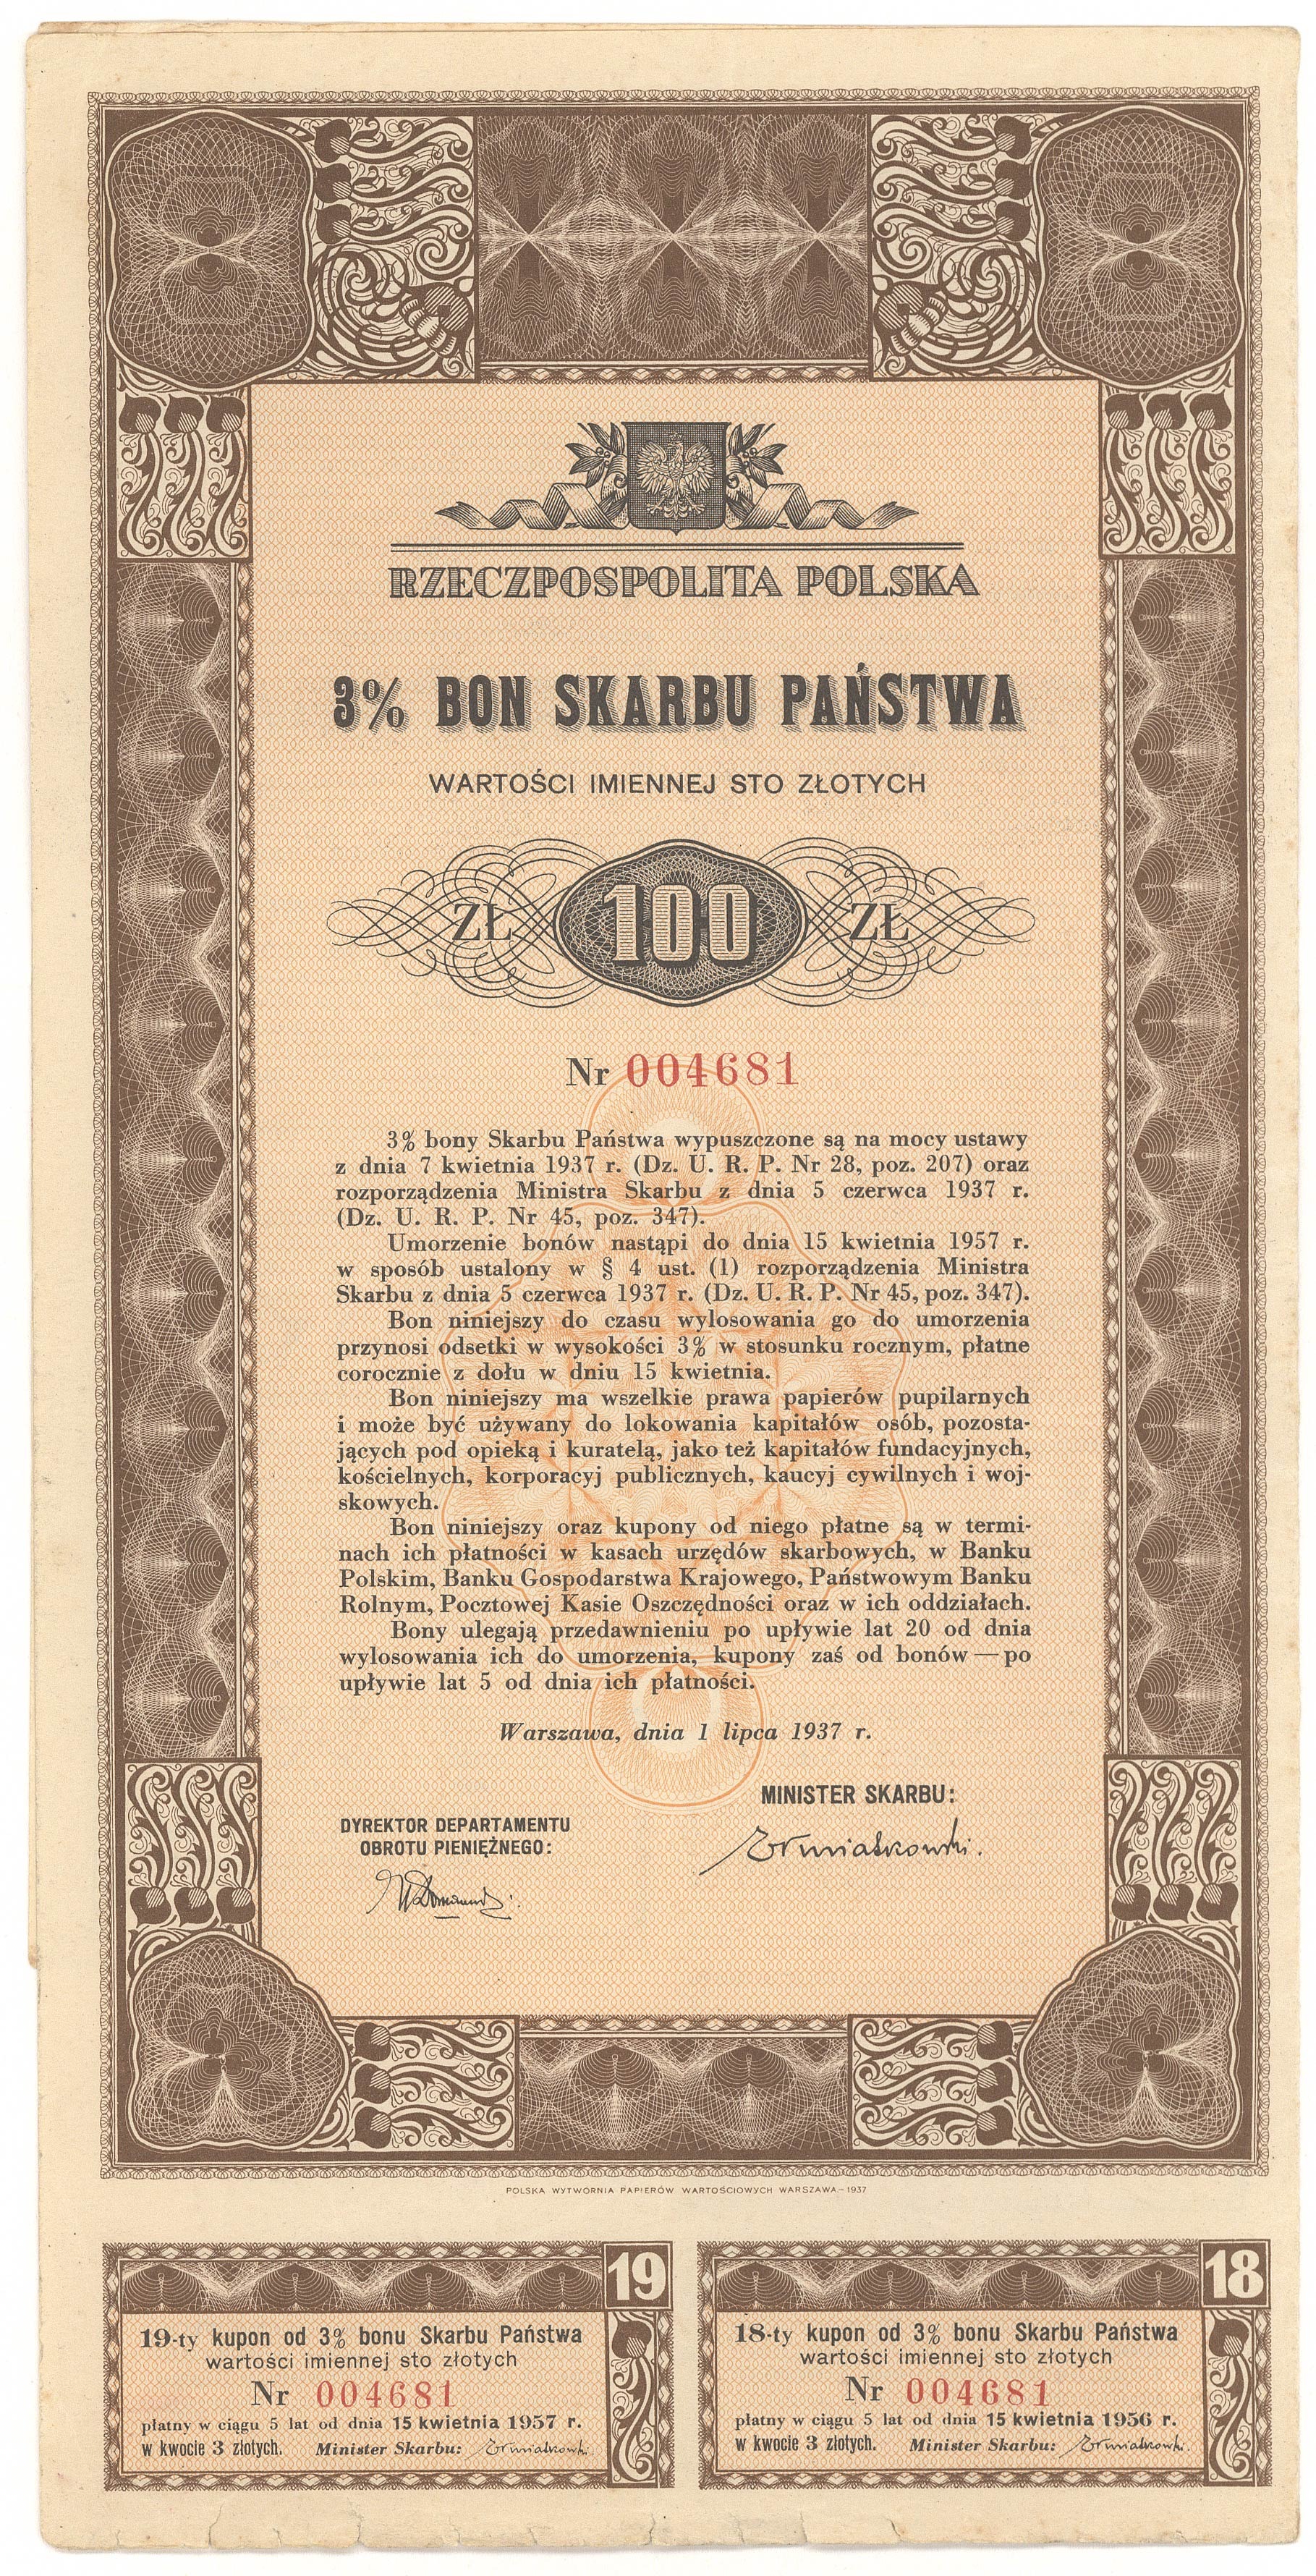 RZECZPOSPOLITA POLSKA
3% BON SKARBU PAŃSTWA
WARTOŚCI IMIENNEJ STO ZŁOTYCH
ZŁ 100 ZŁ
Nr 004681
3% bony Skarbu Państwa wypuszczone są na mocy ustawy
z dnia 7 kwietnia 1937 r. (Dz. U. R. P. Nr 28, poz. 207) oraz
rozporządzenia Ministra Skarbu z dnia 5 czerwca 1937 r.
(Dz. U. R. P. Nr 45, poz. 347).
Umorzenie bonów nastąpi do dnia 15 kwietnia 1957 r.
w sposób ustalony w § 4 ust. (1) rozporządzenia Ministra
Skarbu z dnia 5 czerwca 1937 r. (Dz. U. R. P. Nr 45, poz. 347).
Bon niniejszy do czasu wylosowania go do umorzenia
przynosi odsetki w wysokości 3% w stosunku rocznym, płatne
corocznie z dołu w dniu 15 kwietnia.
Bon niniejszy ma wszelkie prawa papierów pupilarnych
i może być używany do lokowania kapitałów osób, pozosta-
jących pod opieką i kuratelą, jako też kapitałów fundacyjnych,
kościelnych, korporacyj publicznych, kaucyj cywilnych i woj-
skowych.
Bon niniejszy oraz kupony od niego płatne są w termi-
nach ich płatności w kasach urzędów skarbowych, w Banku
Polskim, Banku Gospodarstwa Krajowego, Państwowym Banku
Rolnym, Pocztowej Kasie Oszczędności oraz w ich oddziałach.
Bony ulegają przedawnieniu po upływie lat 20 od dnia
wylosowania ich do umorzenia, kupony zaś od bonów — po
upływie lat 5 od dnia ich płatności.
Warszawa, dnia 1 lipca 1937 r.
MINISTER SKARBU:
DYREKTOR DEPARTAMENTU
OBROTU PIENIĘŻNEGO:
POLSKA WYTWÓRNIA PAPIERÓW WARTOŚCIOWYCH WARSZAWA – 1937
19
19-ty kupon od 3% bonu Skarbu Państwa
wartości imiennej sto złotych
Nr 004681
płatny w ciągu 5 lat od dnia 15 kwietnia 1957 r.
w kwocie 3 złotych. Minister Skarbu:
18
18-ty kupon od 3% bonu Skarbu Państwa
wartości imiennej sto złotych
Nr 004681
płatny w ciągu 5 lat od dnia 15 kwietnia 1956 r.
w kwocie 3 złotych. Minister Skarbu: